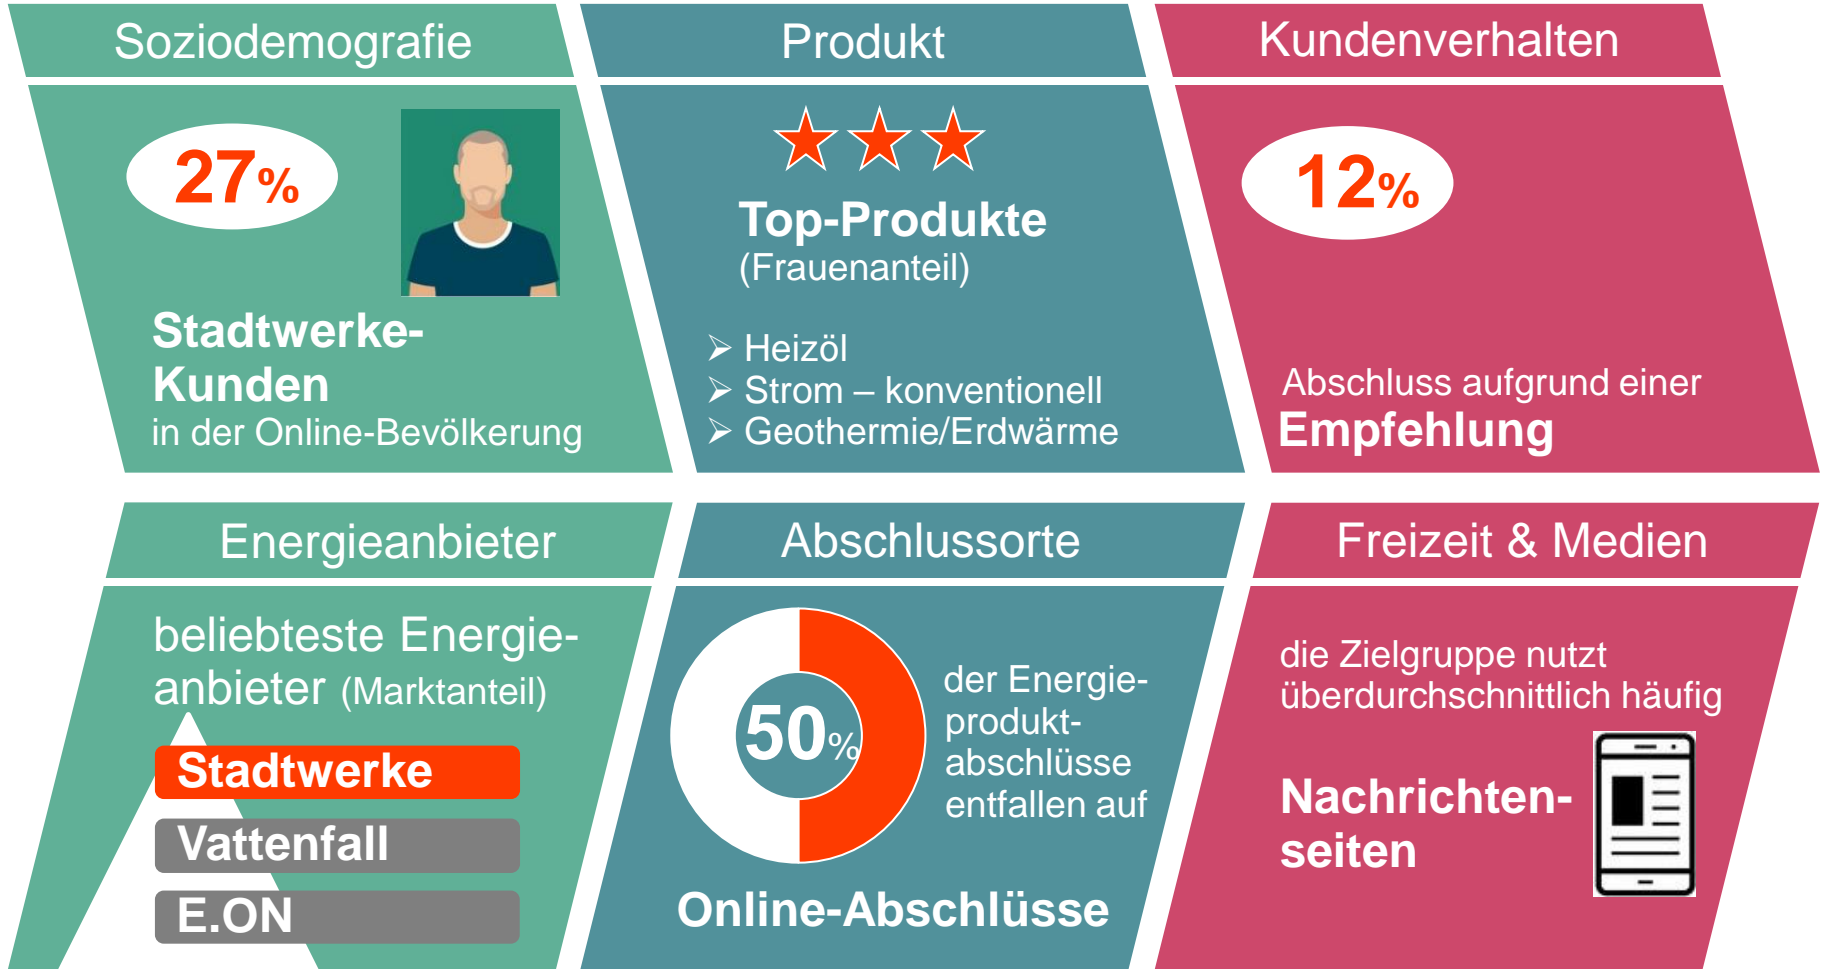 Soziodemografie
27%
Stadtwerke-
Kunden
in der Online-Bevölkerung
Produkt
Top-Produkte
(Frauenanteil)
➢ Heizöl
➢ Strom – konventionell
➢ Geothermie/Erdwärme
Kundenverhalten
12%
Abschluss aufgrund einer
Empfehlung
Energieanbieter
beliebteste Energie-
anbieter (Marktanteil)
Stadtwerke
Vattenfall
E.ON
Abschlussorte
50%
der Energie-
produkt-
abschlüsse
entfallen auf
Online-Abschlüsse
Freizeit & Medien
die Zielgruppe nutzt
überdurchschnittlich häufig
Nachrichten-
seiten